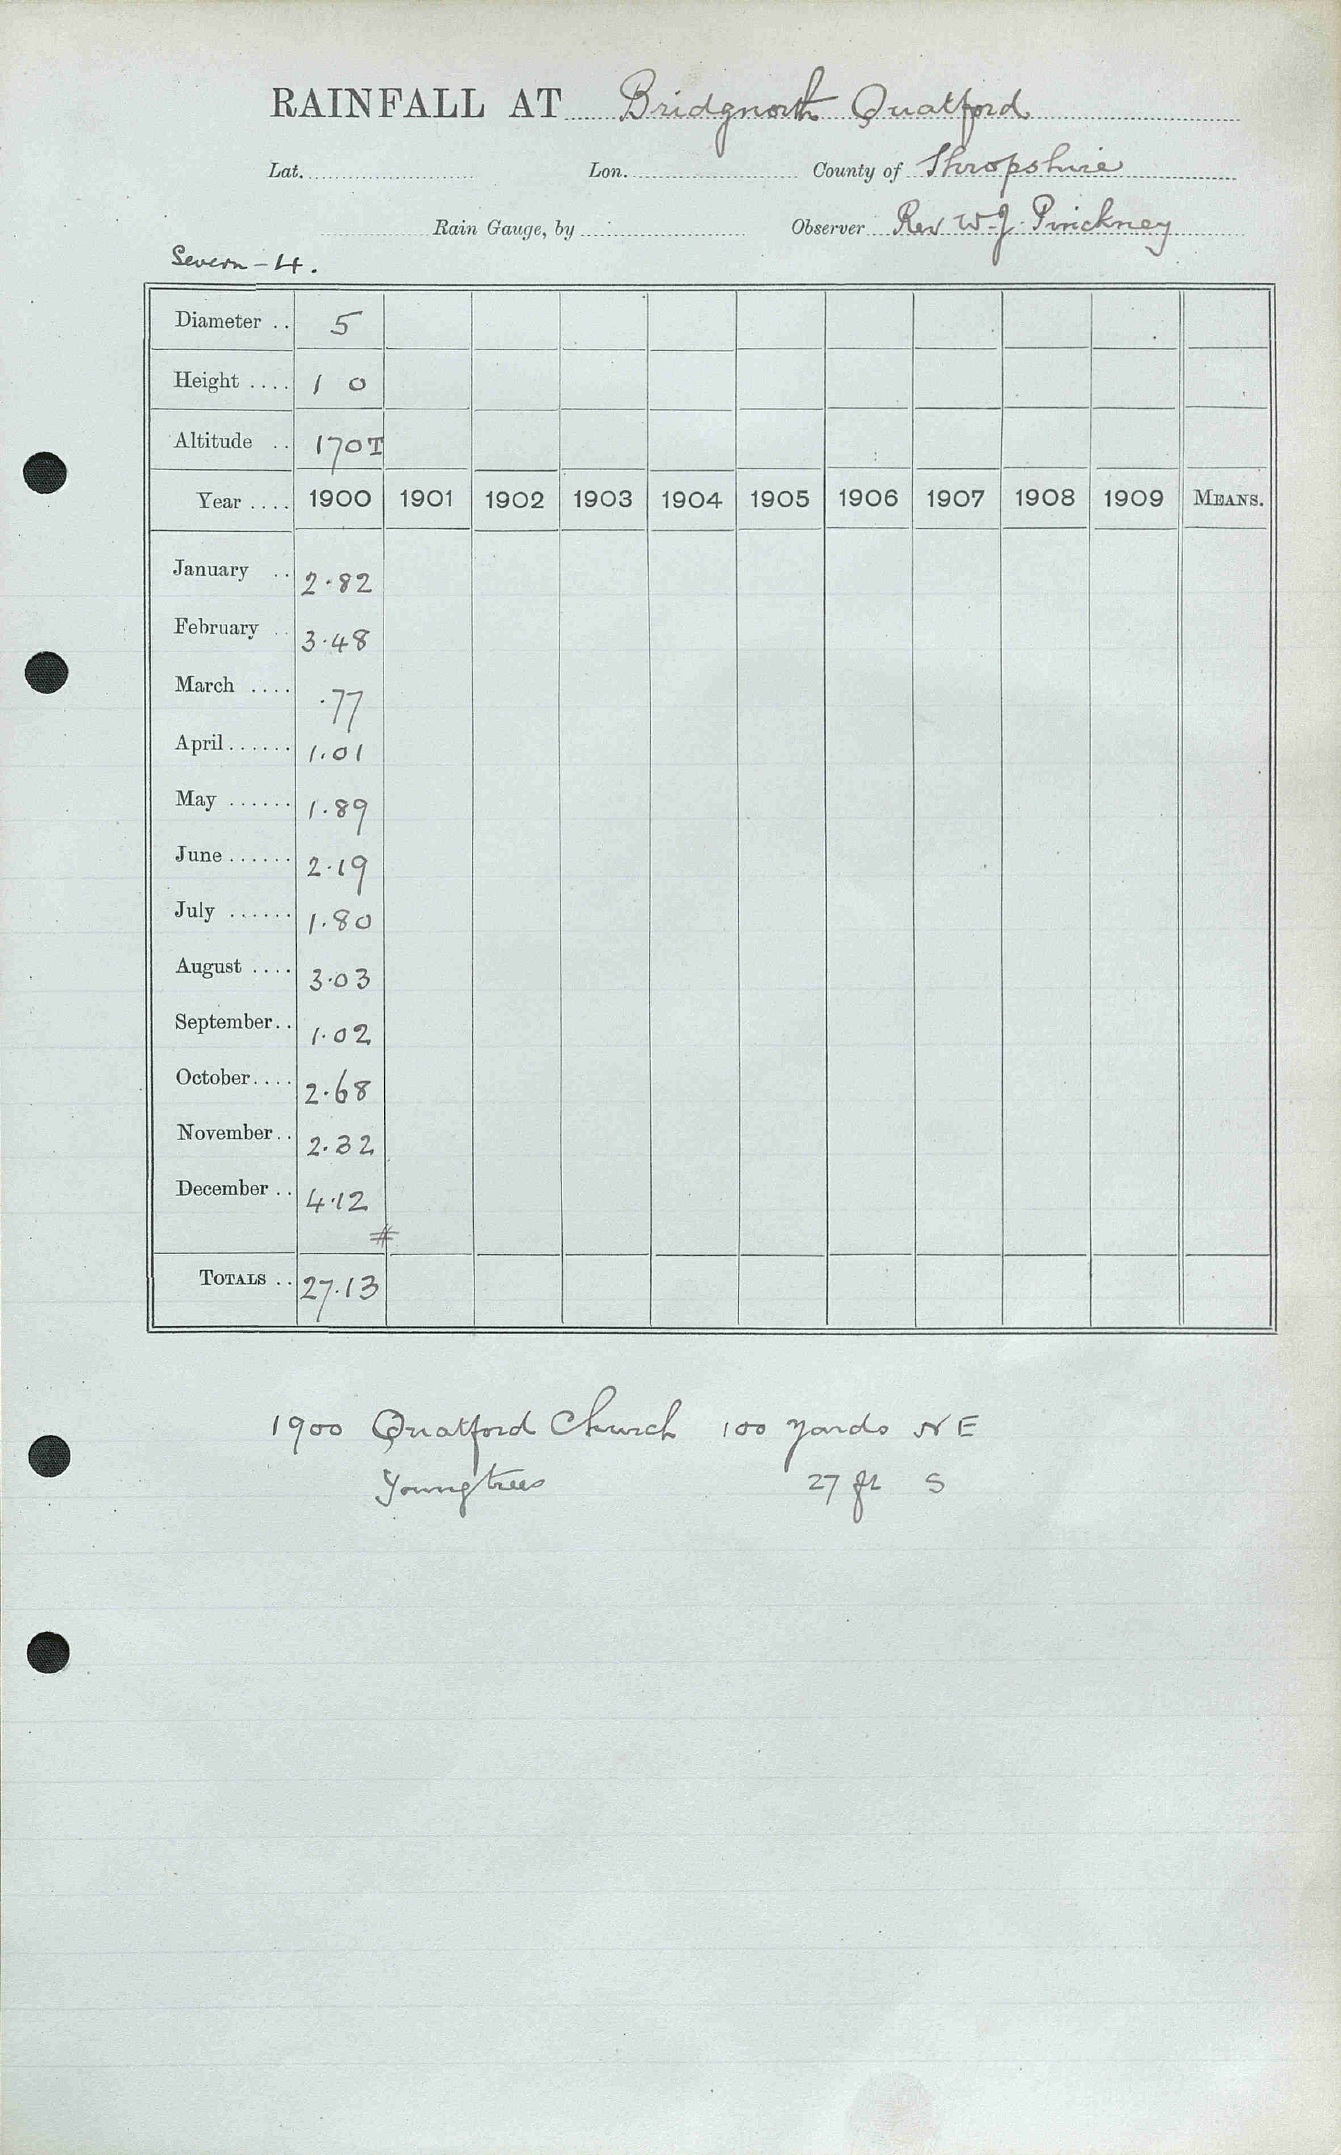 RAINFALL AT Bridgnorth Quatford
Lat. Lon. County of Shropshire
Rain Gauge, by Observer Rev W. J. Pinckney
Severn - 4.
Diameter .. 5
Height .... 1 0
Altitude .. 170T
Year .... 1900 1901 1902 1903 1904 1905 1906 1907 1908 1909 MEANS.
January .. 2.82
February .. 3.48
March .... .77
April ...... 1.01
May ...... 1.89
June ...... 2.19
July ...... 1.80
August .... 3.03
September .. 1.02
October .... 2.68
November .. 2.32
December .. 4.12
#
TOTALS .. 27.13
1900 Quatford Church 100 yards NE
Young trees 27 ft S